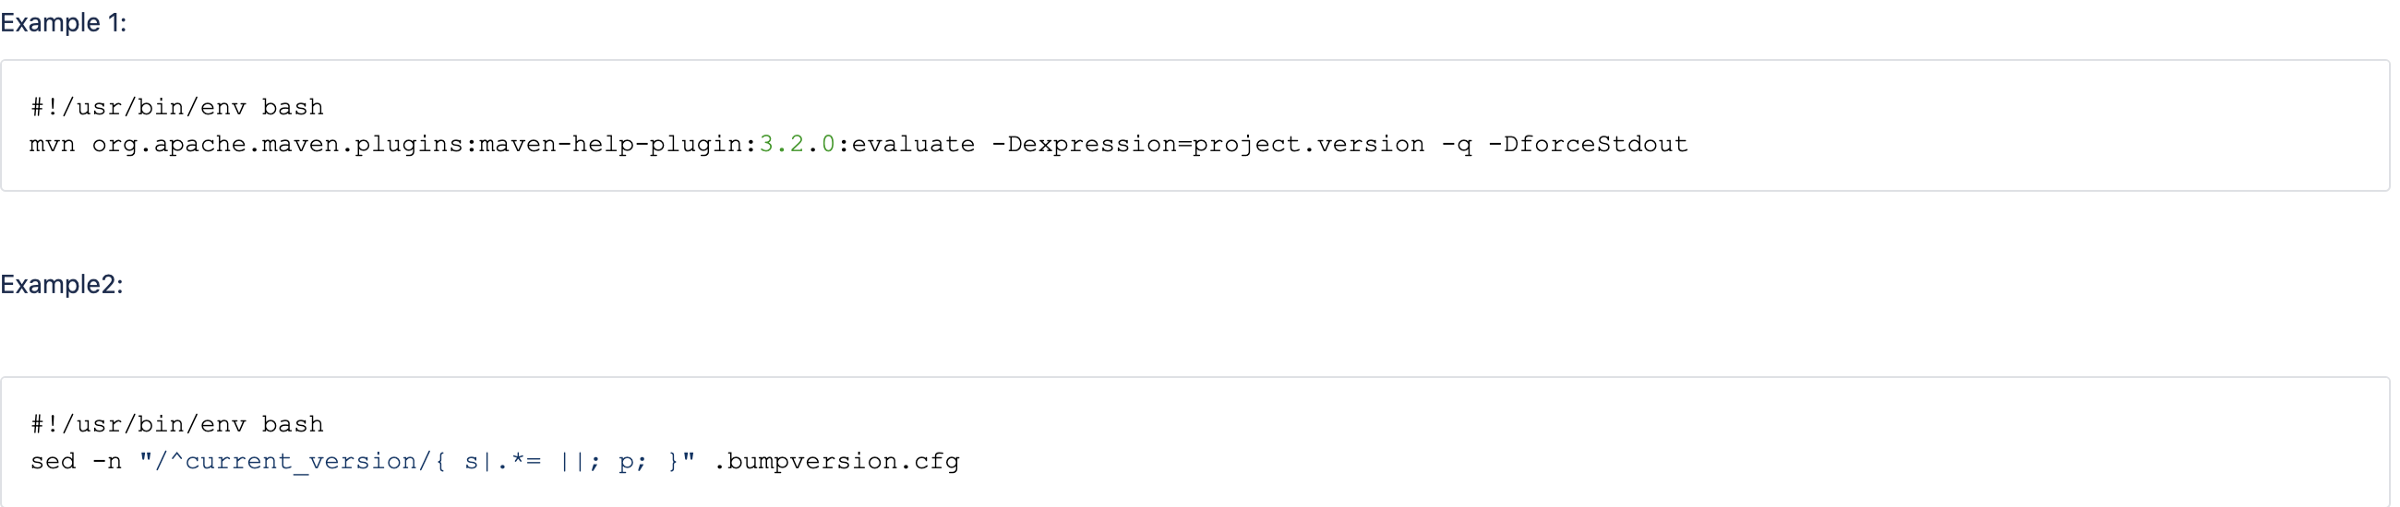 Example 1:
#!/usr/bin/env bash
mvn org.apache.maven.plugins:maven-help-plugin:3.2.0:evaluate -Dexpression=project.version -q -DforceStdout
Example2:
#!/usr/bin/env bash
sed -n "/^current_version/{ s|.*= ||; p; }" .bumpversion.cfg